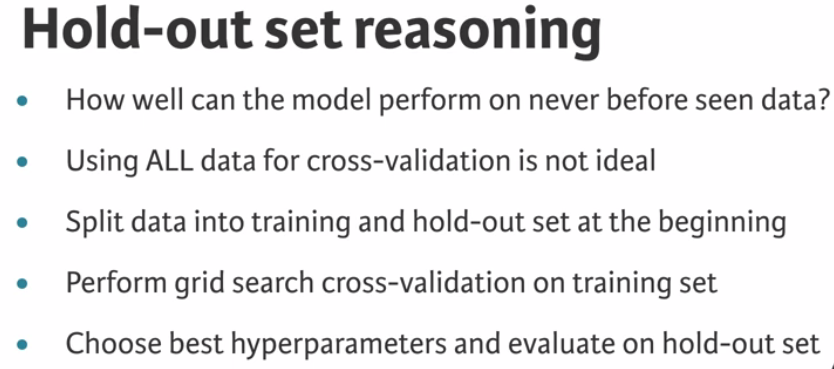 Hold-out set reasoning
• How well can the model perform on never before seen data?
• Using ALL data for cross-validation is not ideal
• Split data into training and hold-out set at the beginning
• Perform grid search cross-validation on training set
• Choose best hyperparameters and evaluate on hold-out set